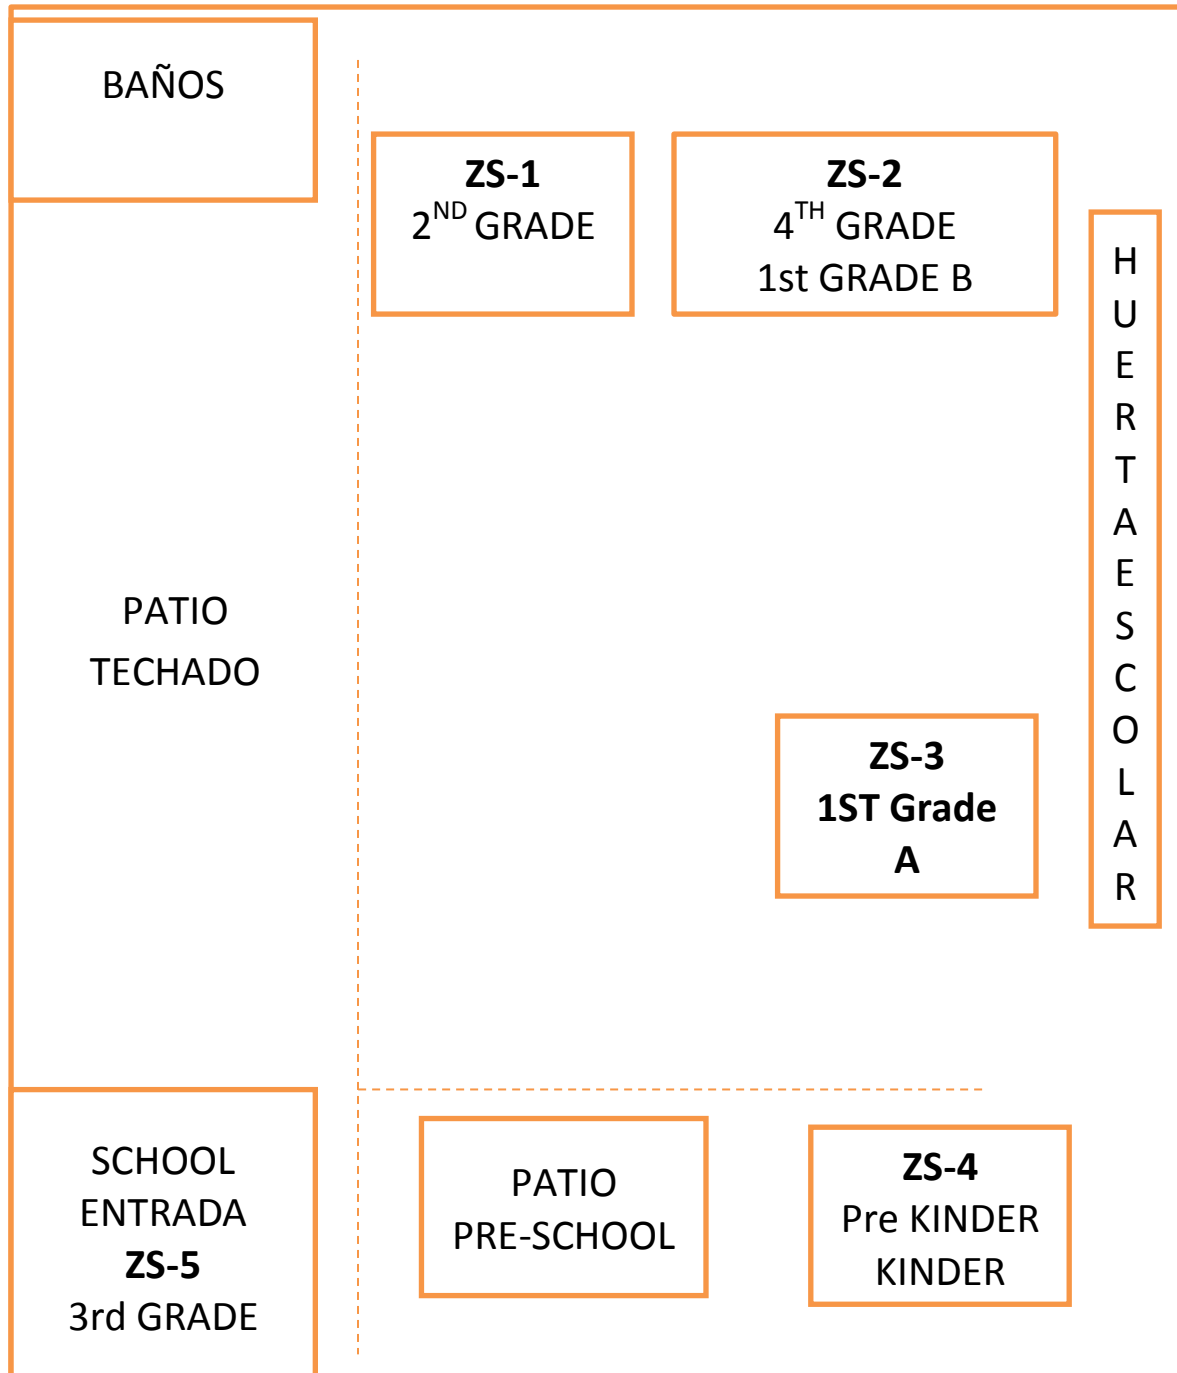 BAÑOS
ZS-1
2ND GRADE
ZS-2
4TH GRADE
1st GRADE B
H
U
E
R
T
A
E
S
C
O
L
A
R
PATIO
TECHADO
ZS-3
1ST Grade
A
SCHOOL
ENTRADA
ZS-5
3rd GRADE
PATIO
PRE-SCHOOL
ZS-4
Pre KINDER
KINDER